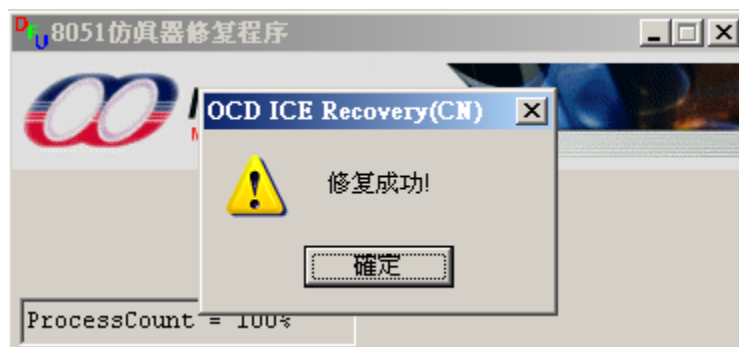 DFU 8051仿真器修复程序
OCD ICE Recovery(CN)
修复成功!
確定
ProcessCount = 100%